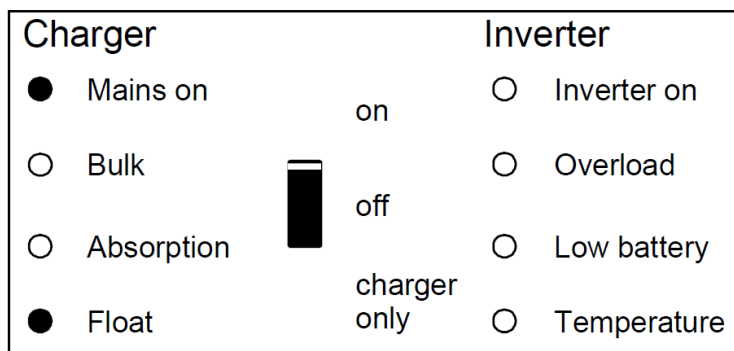 Charger
Mains on
Bulk
Absorption
Float
on
off
charger
only
Inverter
Inverter on
Overload
Low battery
Temperature